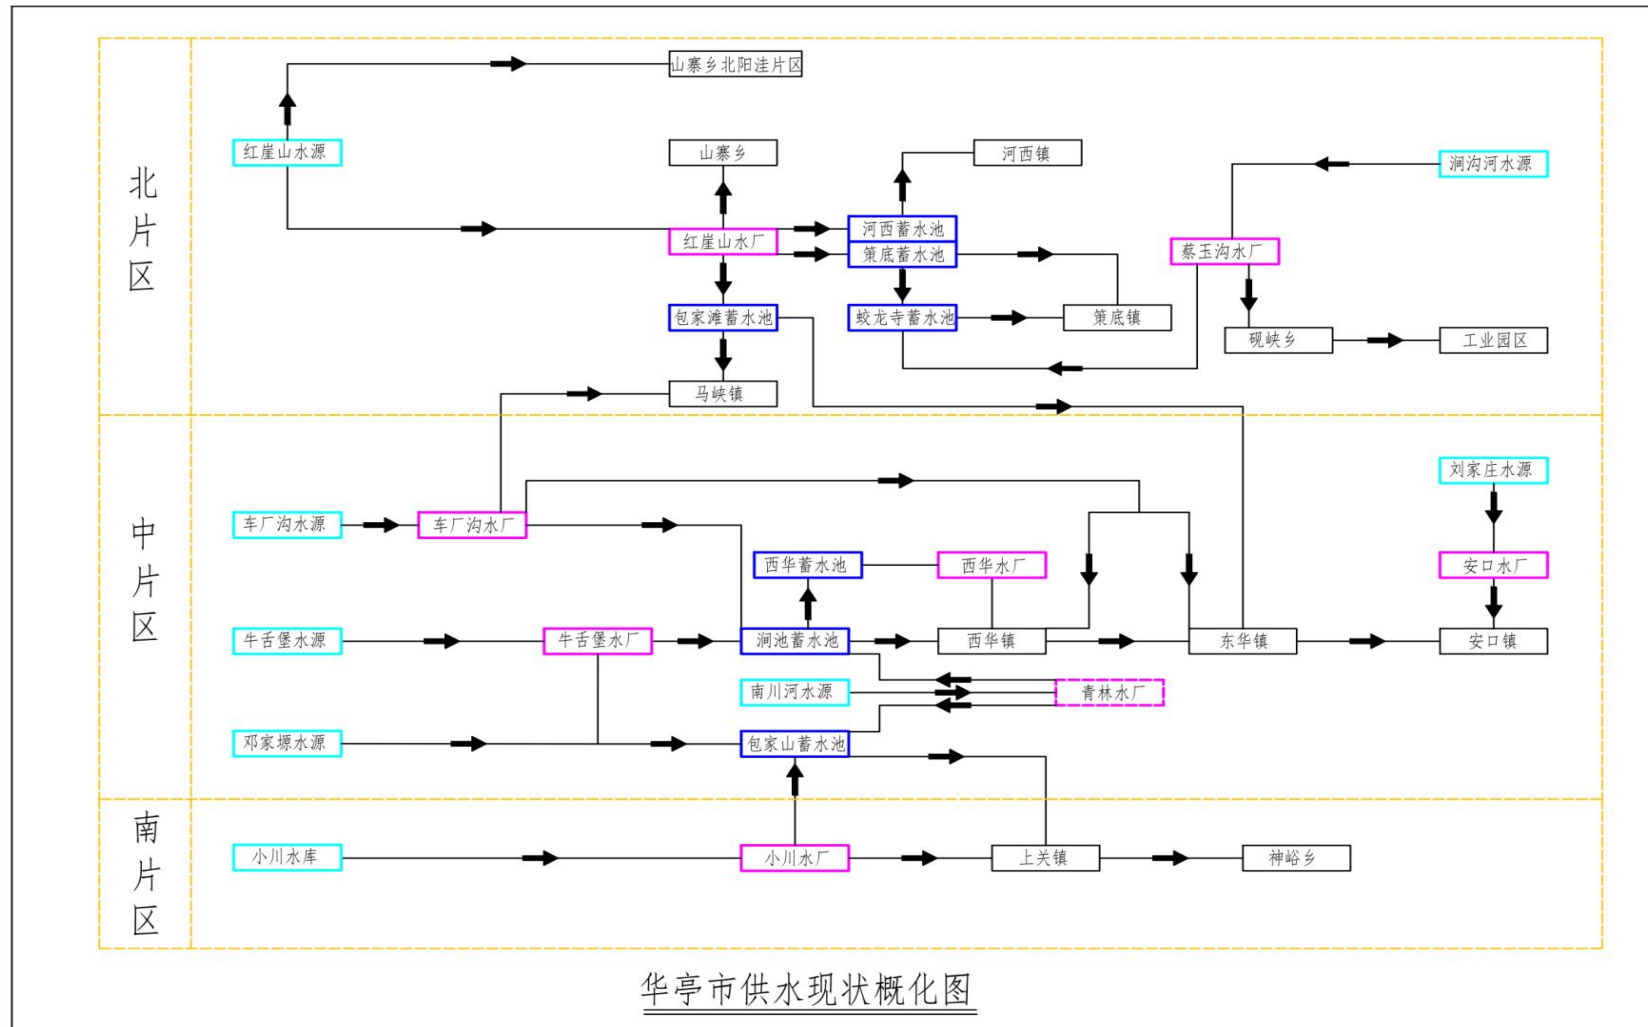 北片区
山寨乡北阳洼片区
红崖山水源
山寨乡
河西镇
涧沟河水源
河西蓄水池
红崖山水厂
策底蓄水池
蔡玉沟水厂
包家滩蓄水池
蛟龙寺蓄水池
策底镇
砚峡乡
工业园区
马峡镇
中片区
刘家庄水源
车厂沟水源
车厂沟水厂
西华蓄水池
西华水厂
安口水厂
牛舌堡水源
牛舌堡水厂
涧池蓄水池
西华镇
东华镇
安口镇
南川河水源
青林水厂
邓家塬水源
包家山蓄水池
南片区
小川水库
小川水厂
上关镇
神峪乡
华亭市供水现状概化图